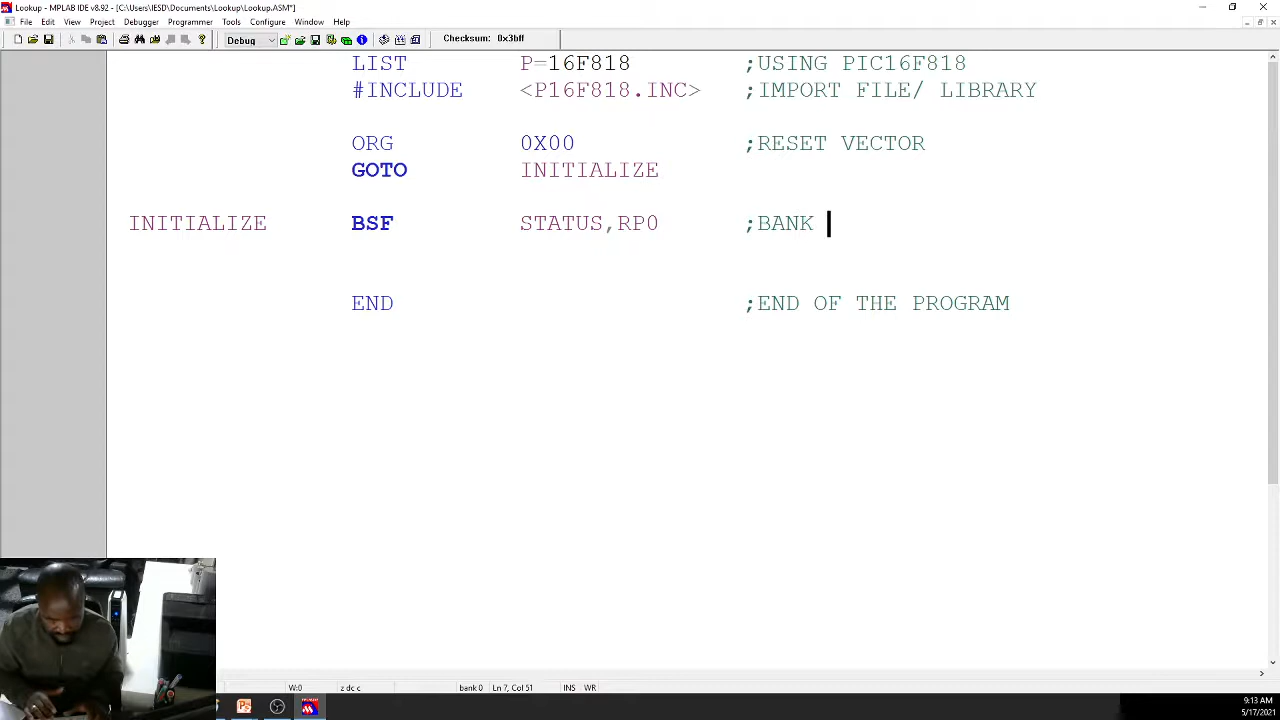 Lookup - MPLAB IDE v8.92 - [C:\Users\IESD\Documents\Lookup\Lookup.ASM*]
File Edit View Project Debugger Programmer Tools Configure Window Help
Debug Checksum: 0x3bff
LIST P=16F818 ;USING PIC16F818
#INCLUDE <P16F818.INC> ;IMPORT FILE/ LIBRARY
ORG 0X00 ;RESET VECTOR
GOTO INITIALIZE
INITIALIZE BSF STATUS,RP0 ;BANK
END ;END OF THE PROGRAM
W:0 z dc c bank 0 Ln 7, Col 51 INS WR
9:13 AM
5/17/2021